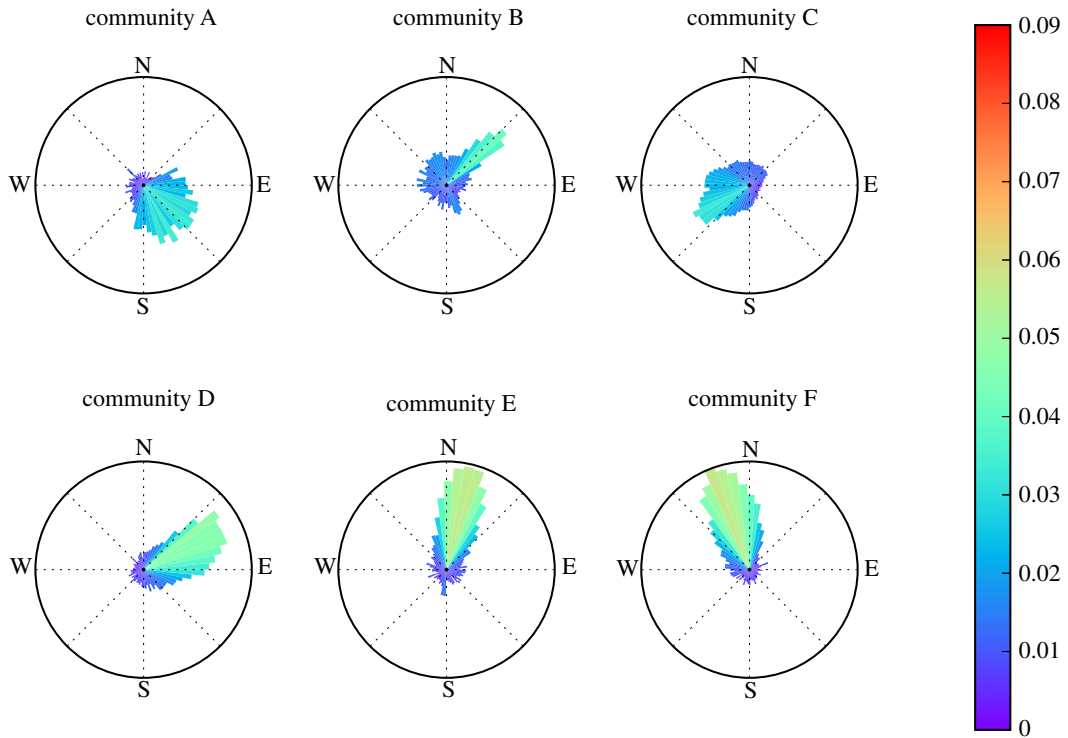 community A
community B
community C
N
N
N
W
E
W
E
W
E
S
S
S
community D
community E
community F
N
N
N
W
E
W
E
W
E
S
S
S
0.09
0.08
0.07
0.06
0.05
0.04
0.03
0.02
0.01
0